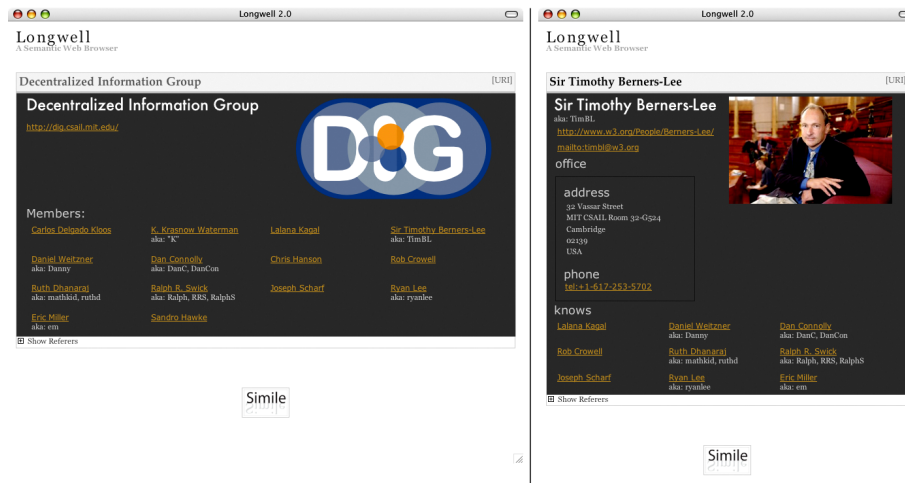 Longwell 2.0
Longwell
A Semantic Web Browser
Decentralized Information Group [URI]
Decentralized Information Group
http://dig.csail.mit.edu/
DIG
Members:
Carlos Delgado Kloos K. Krasnow Waterman Lalana Kagal Sir Timothy Berners-Lee
aka: "K" aka: TimBL
Daniel Weitzner Dan Connolly Chris Hanson Rob Crowell
aka: Danny aka: DanC, DanCon
Ruth Dhanaraj Ralph R. Swick Joseph Scharf Ryan Lee
aka: mathkid, ruthd aka: Ralph, RRS, RalphS aka: ryanlee
Eric Miller Sandro Hawke
aka: em
Show Referers
Simile
Longwell 2.0
Longwell
A Semantic Web Browser
Sir Timothy Berners-Lee [URI]
Sir Timothy Berners-Lee
aka: TimBL
http://www.w3.org/People/Berners-Lee/
mailto:timbl@w3.org
office
address
32 Vassar Street
MIT CSAIL Room 32-G524
Cambridge
02139
USA
phone
tel:+1-617-253-5702
knows
Lalana Kagal Daniel Weitzner Dan Connolly
aka: Danny aka: DanC, DanCon
Rob Crowell Ruth Dhanaraj Ralph R. Swick
aka: mathkid, ruthd aka: Ralph, RRS, RalphS
Joseph Scharf Ryan Lee Eric Miller
aka: ryanlee aka: em
Show Referers
Simile